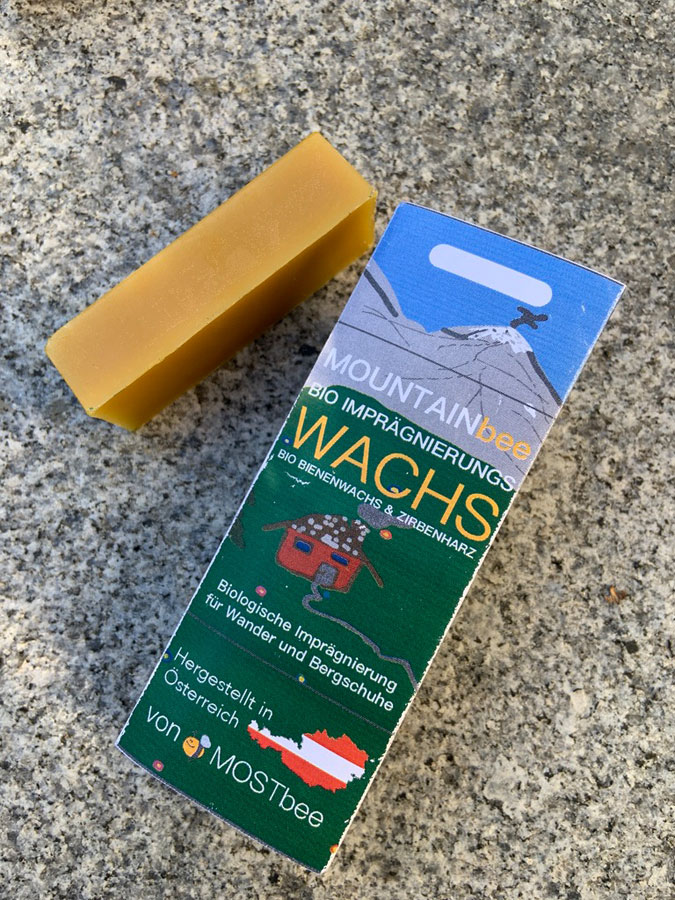 MOUNTAINbee
BIO IMPRÄGNIERUNGS
WACHS
BIO BIENENWACHS & ZIRBENHARZ
Biologische Imprägnierung
für Wander und Bergschuhe
Hergestellt in
Österreich
von MOSTbee